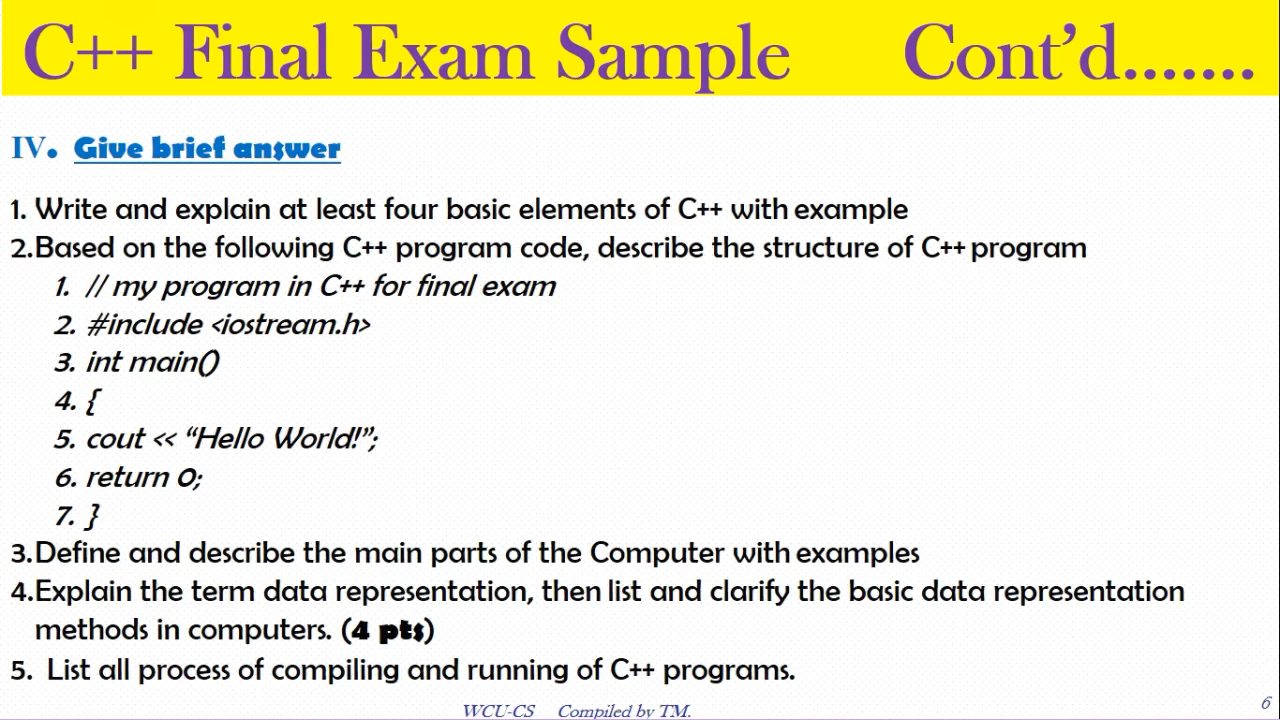 C++ Final Exam Sample Cont’d.......
IV. Give brief answer
1. Write and explain at least four basic elements of C++ with example
2.Based on the following C++ program code, describe the structure of C++ program
1. // my program in C++ for final exam
2. #include <iostream.h>
3. int main()
4. {
5. cout << “Hello World!”;
6. return 0;
7. }
3.Define and describe the main parts of the Computer with examples
4.Explain the term data representation, then list and clarify the basic data representation
methods in computers. (4 pts)
5. List all process of compiling and running of C++ programs.
WCU-CS Compiled by TM.
6